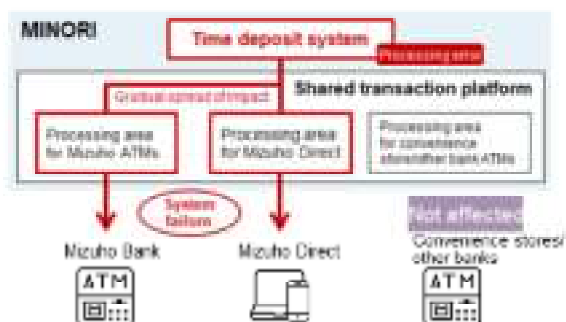 MINORI
Time deposit system
Processing error
Gradual spread of impact
Shared transaction platform
Processing area
for Mizuho ATMs
Processing area
for Mizuho Direct
Processing area
for convenience
store/other bank ATMs
System
failure
Not affected
Mizuho Bank
Mizuho Direct
Convenience stores/
other banks
ATM
ATM